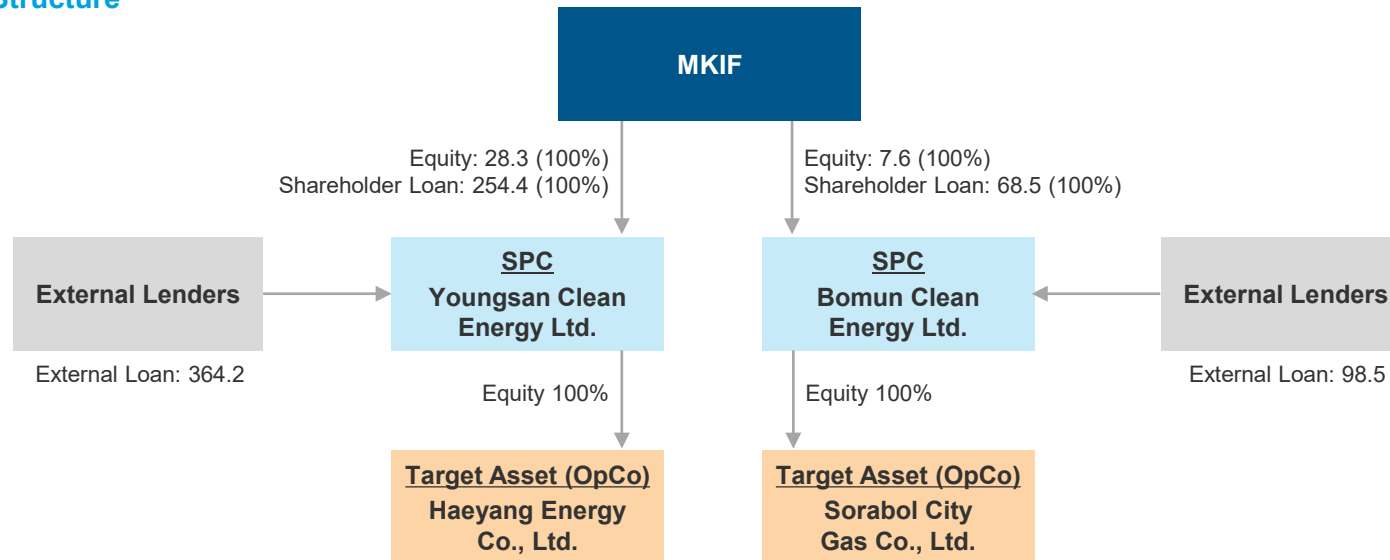 Structure
MKIF
Equity: 28.3 (100%)
Shareholder Loan: 254.4 (100%)
Equity: 7.6 (100%)
Shareholder Loan: 68.5 (100%)
External Lenders
SPC
Youngsan Clean
Energy Ltd.
SPC
Bomun Clean
Energy Ltd.
External Lenders
External Loan: 364.2
External Loan: 98.5
Equity 100%
Equity 100%
Target Asset (OpCo)
Haeyang Energy
Co., Ltd.
Target Asset (OpCo)
Sorabol City
Gas Co., Ltd.